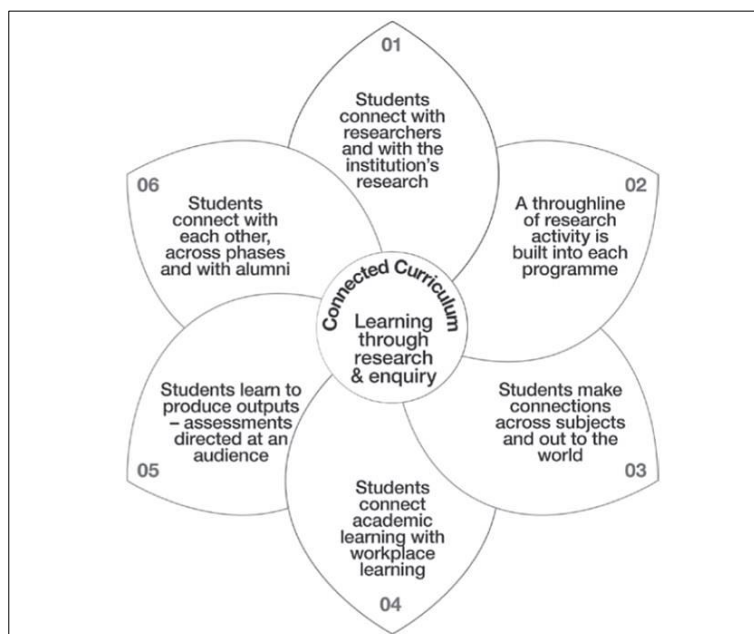 01
Students
connect with
researchers
and with the
institution's
research
02
A throughline
of research
activity is
built into each
programme
Students make
connections
across subjects
and out to the
world
03
Students
connect
academic
learning with
workplace
learning
04
Students learn to
produce outputs
– assessments
directed at an
audience
05
06
Students
connect with
each other,
across phases
and with alumni
Connected Curriculum
Learning
through
research
& enquiry